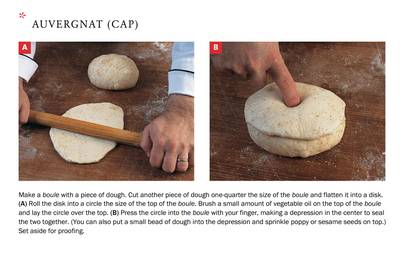 AUVERGNAT (CAP)
A
B
Make a boule with a piece of dough. Cut another piece of dough one-quarter the size of the boule and flatten it into a disk.
(A) Roll the disk into a circle the size of the top of the boule. Brush a small amount of vegetable oil on the top of the boule
and lay the circle over the top. (B) Press the circle into the boule with your finger, making a depression in the center to seal
the two together. (You can also put a small bead of dough into the depression and sprinkle poppy or sesame seeds on top.)
Set aside for proofing.